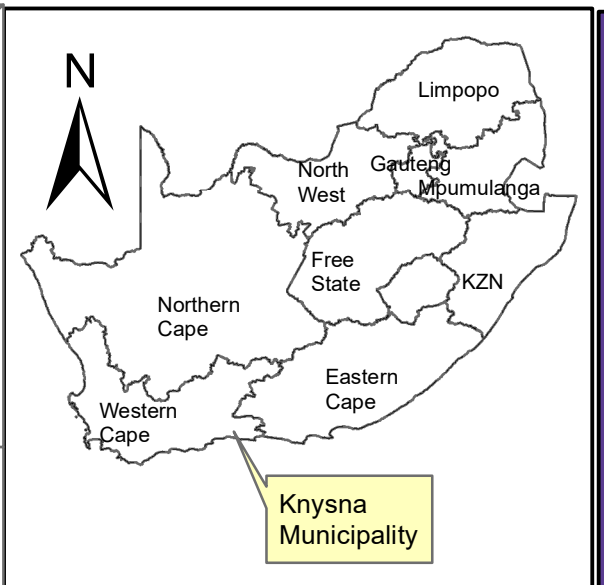 N
Limpopo
Gauteng
North
West
Mpumulanga
Free
State
KZN
Northern
Cape
Eastern
Cape
Western
Cape
Knysna
Municipality